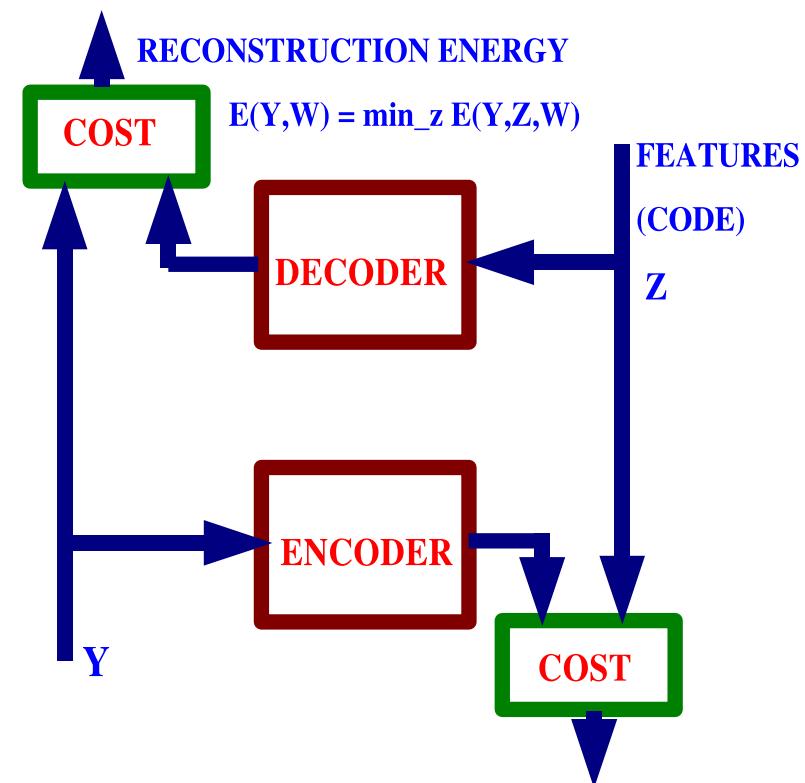 RECONSTRUCTION ENERGY
E(Y,W) = min_z E(Y,Z,W)
COST
FEATURES
(CODE)
Z
DECODER
ENCODER
Y
COST